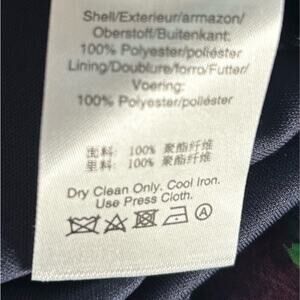 Shell/Exterieur/armazon/
Oberstoff/Buitenkant:
100% Polyester/poliéster
Lining/Doublure/forro/Futter/
Voering:
100% Polyester/poliéster
面料: 100% 聚酯纤维
里料: 100% 聚酯纤维
Dry Clean Only. Cool Iron.
Use Press Cloth.
A